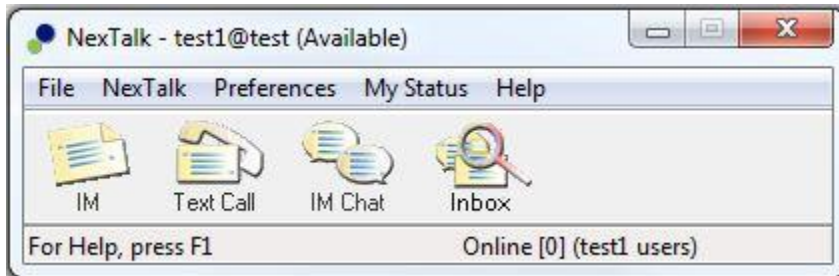 NexTalk - test1@test (Available)
File NexTalk Preferences My Status Help
IM Text Call IM Chat Inbox
For Help, press F1 Online [0] (test1 users)